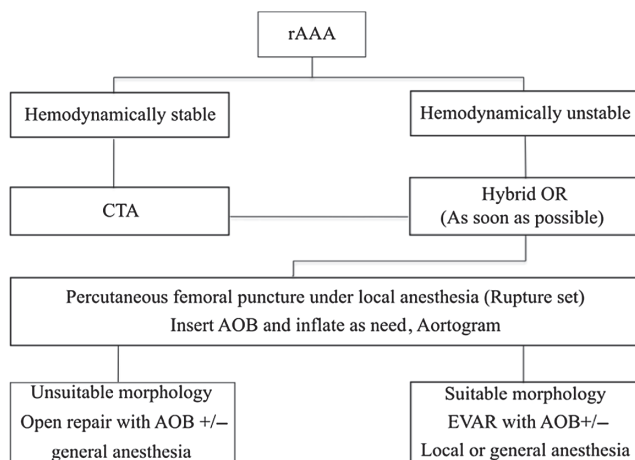 rAAA
Hemodynamically stable
Hemodynamically unstable
CTA
Hybrid OR
(As soon as possible)
Percutaneous femoral puncture under local anesthesia (Rupture set)
Insert AOB and inflate as need, Aortogram
Unsuitable morphology
Open repair with AOB +/–
general anesthesia
Suitable morphology
EVAR with AOB+/–
Local or general anesthesia